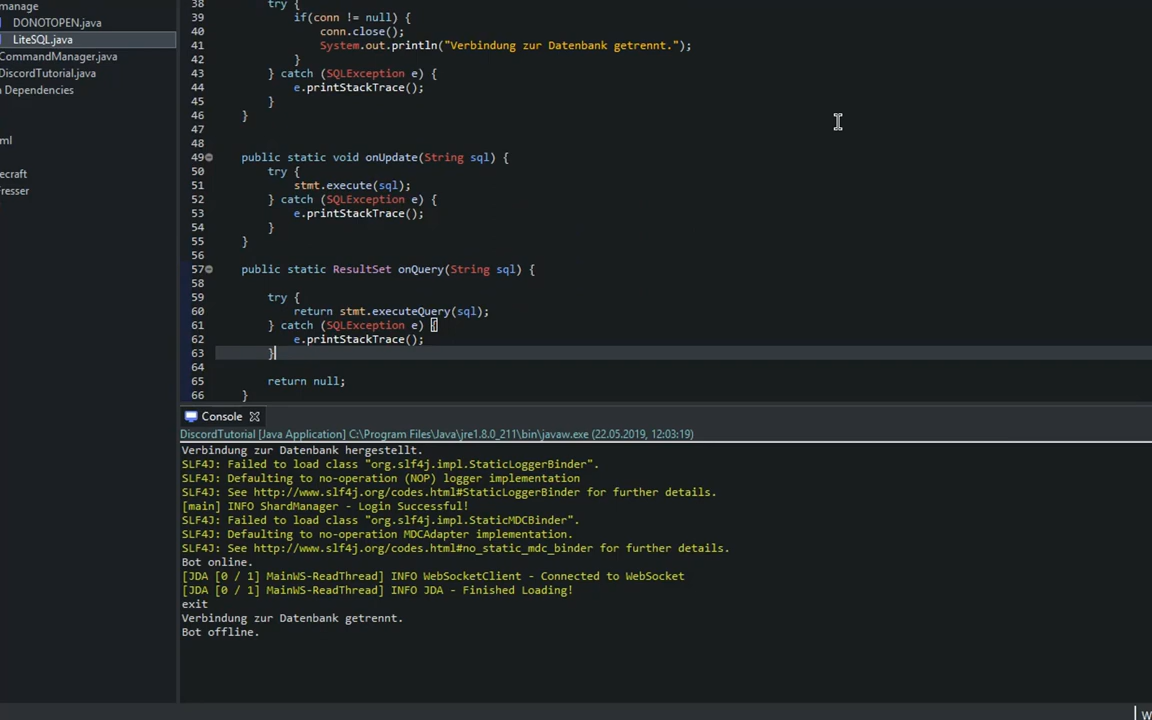 manage
DONOTOPEN.java
LiteSQL.java
CommandManager.java
DiscordTutorial.java
Dependencies
ml
ecraft
resser
38 try {
39 if(conn != null) {
40 conn.close();
41 System.out.println("Verbindung zur Datenbank getrennt.");
42 }
43 } catch (SQLException e) {
44 e.printStackTrace();
45 }
46 }
47
48
49 public static void onUpdate(String sql) {
50 try {
51 stmt.execute(sql);
52 } catch (SQLException e) {
53 e.printStackTrace();
54 }
55 }
56
57 public static ResultSet onQuery(String sql) {
58
59 try {
60 return stmt.executeQuery(sql);
61 } catch (SQLException e) {
62 e.printStackTrace();
63 }
64
65 return null;
66 }
Console
DiscordTutorial [Java Application] C:\Program Files\Java\jre1.8.0_211\bin\javaw.exe (22.05.2019, 12:03:19)
Verbindung zur Datenbank hergestellt.
SLF4J: Failed to load class "org.slf4j.impl.StaticLoggerBinder".
SLF4J: Defaulting to no-operation (NOP) logger implementation
SLF4J: See http://www.slf4j.org/codes.html#StaticLoggerBinder for further details.
[main] INFO ShardManager - Login Successful!
SLF4J: Failed to load class "org.slf4j.impl.StaticMDCBinder".
SLF4J: Defaulting to no-operation MDCAdapter implementation.
SLF4J: See http://www.slf4j.org/codes.html#no_static_mdc_binder for further details.
Bot online.
[JDA [0 / 1] MainWS-ReadThread] INFO WebSocketClient - Connected to WebSocket
[JDA [0 / 1] MainWS-ReadThread] INFO JDA - Finished Loading!
exit
Verbindung zur Datenbank getrennt.
Bot offline.